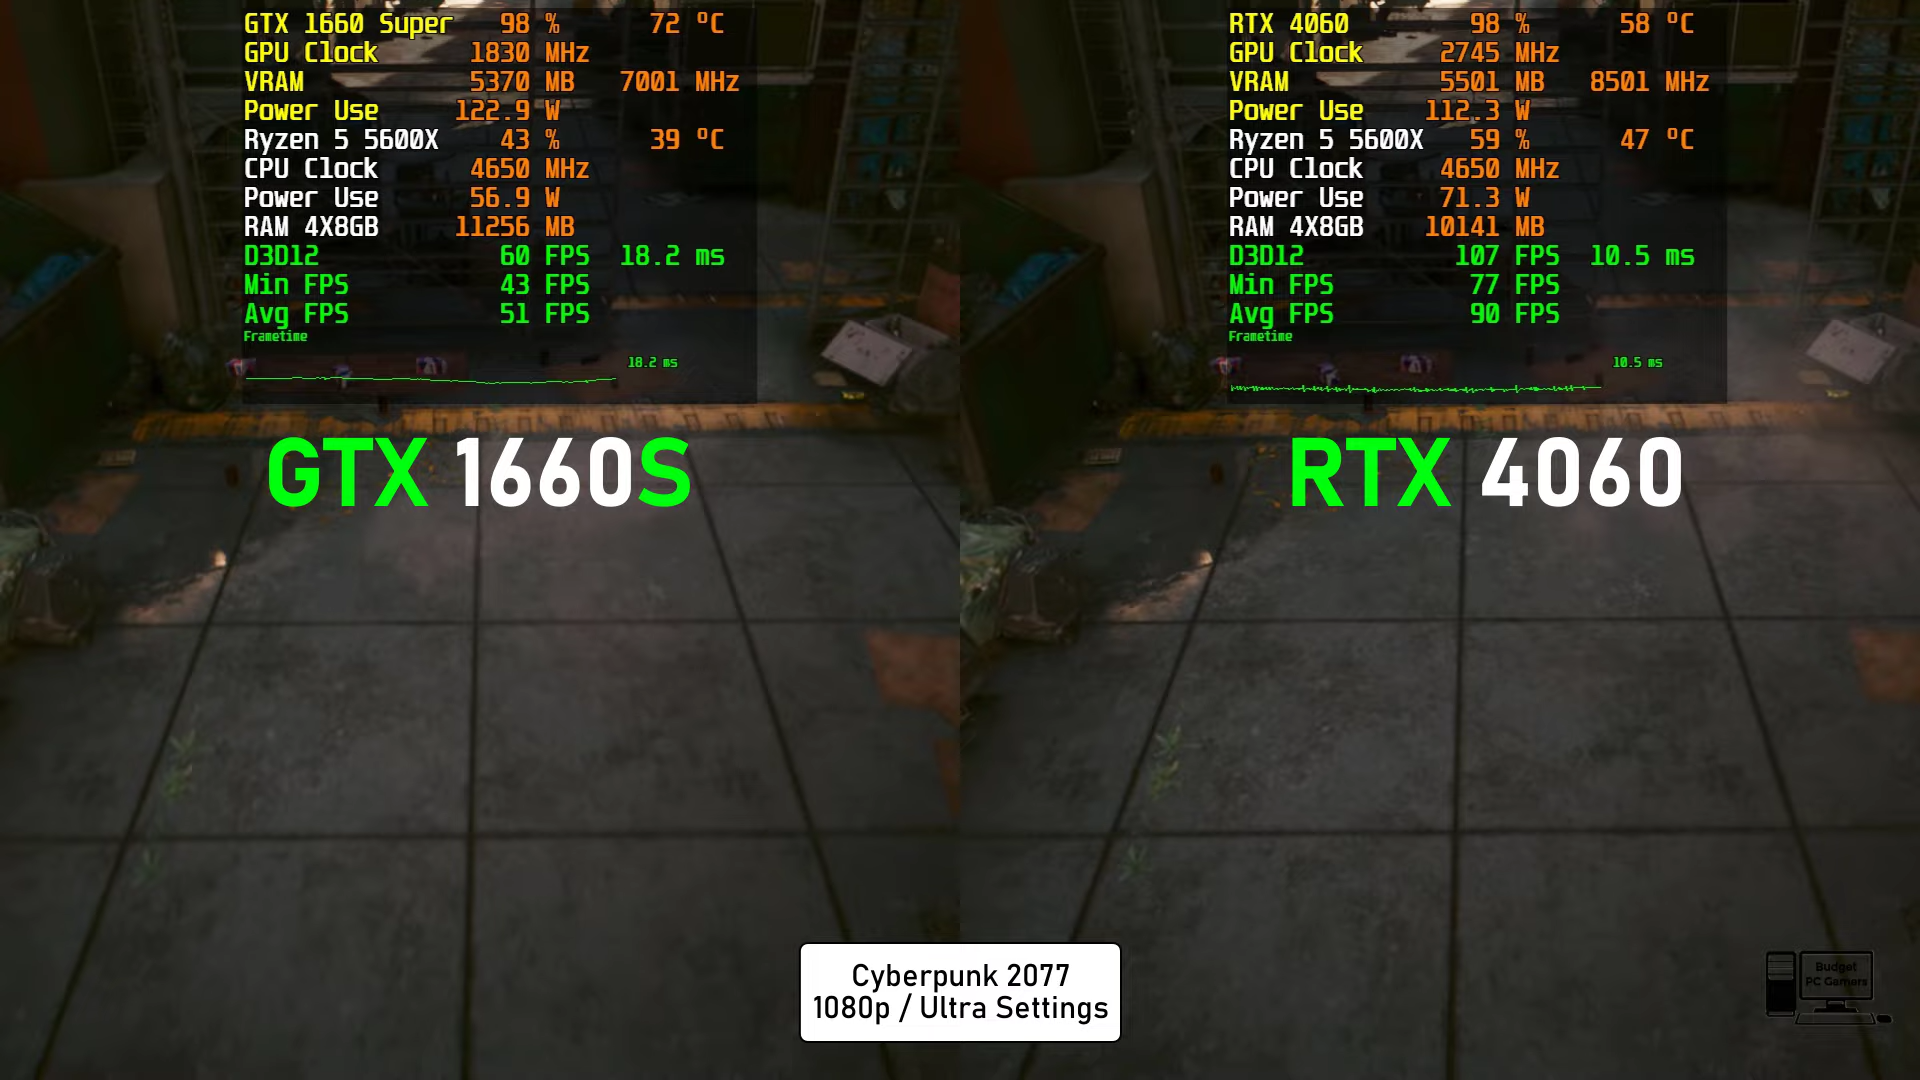 GTX 1660 Super 98 % 72 ºC
GPU Clock 1830 MHz
VRAM 5370 MB 7001 MHz
Power Use 122.9 W
Ryzen 5 5600X 43 % 39 ºC
CPU Clock 4650 MHz
Power Use 56.9 W
RAM 4X8GB 11256 MB
D3D12 60 FPS 18.2 ms
Min FPS 43 FPS
Avg FPS 51 FPS
Frametime
18.2 ms
GTX 1660S
RTX 4060 98 % 58 ºC
GPU Clock 2745 MHz
VRAM 5501 MB 8501 MHz
Power Use 112.3 W
Ryzen 5 5600X 59 % 47 ºC
CPU Clock 4650 MHz
Power Use 71.3 W
RAM 4X8GB 10141 MB
D3D12 107 FPS 10.5 ms
Min FPS 77 FPS
Avg FPS 90 FPS
Frametime
10.5 ms
RTX 4060
Cyberpunk 2077
1080p / Ultra Settings
Budget
PC Gamers